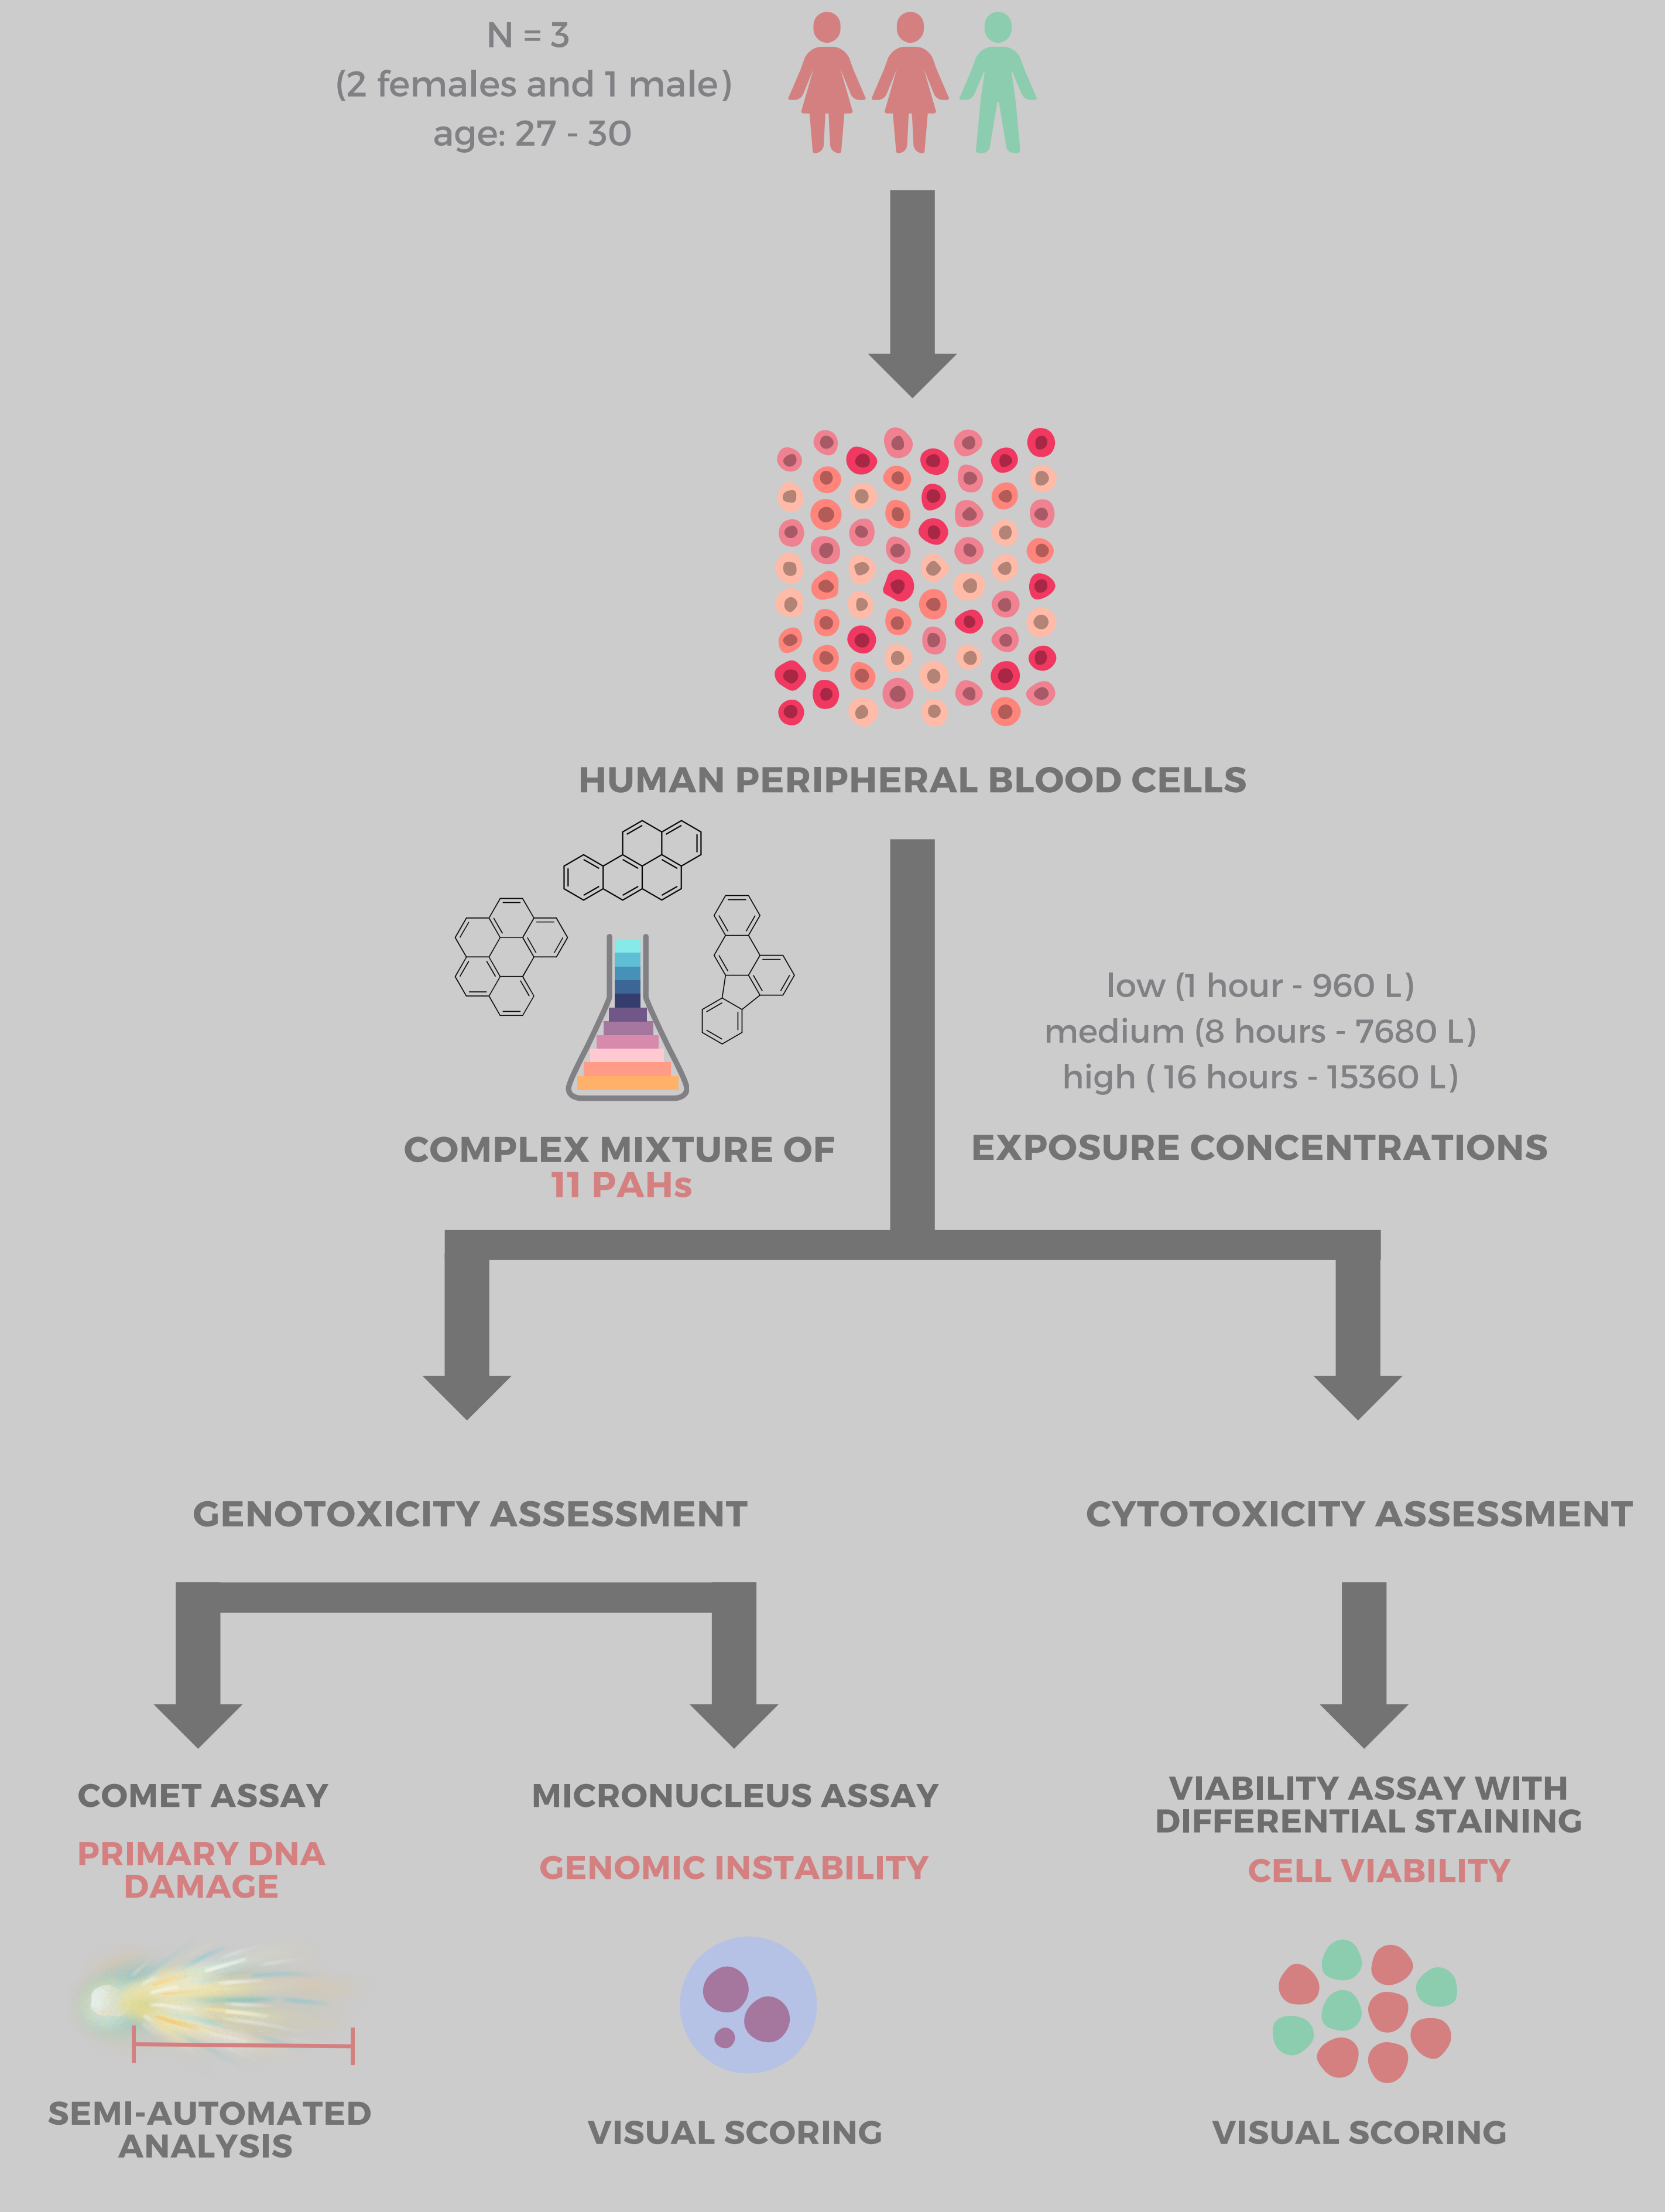 N = 3
(2 females and 1 male)
age: 27 - 30
HUMAN PERIPHERAL BLOOD CELLS
low (1 hour - 960 L)
medium (8 hours - 7680 L)
high ( 16 hours - 15360 L)
COMPLEX MIXTURE OF
11 PAHs
EXPOSURE CONCENTRATIONS
GENOTOXICITY ASSESSMENT
CYTOTOXICITY ASSESSMENT
COMET ASSAY
PRIMARY DNA
DAMAGE
MICRONUCLEUS ASSAY
GENOMIC INSTABILITY
VIABILITY ASSAY WITH
DIFFERENTIAL STAINING
CELL VIABILITY
SEMI-AUTOMATED
ANALYSIS
VISUAL SCORING
VISUAL SCORING